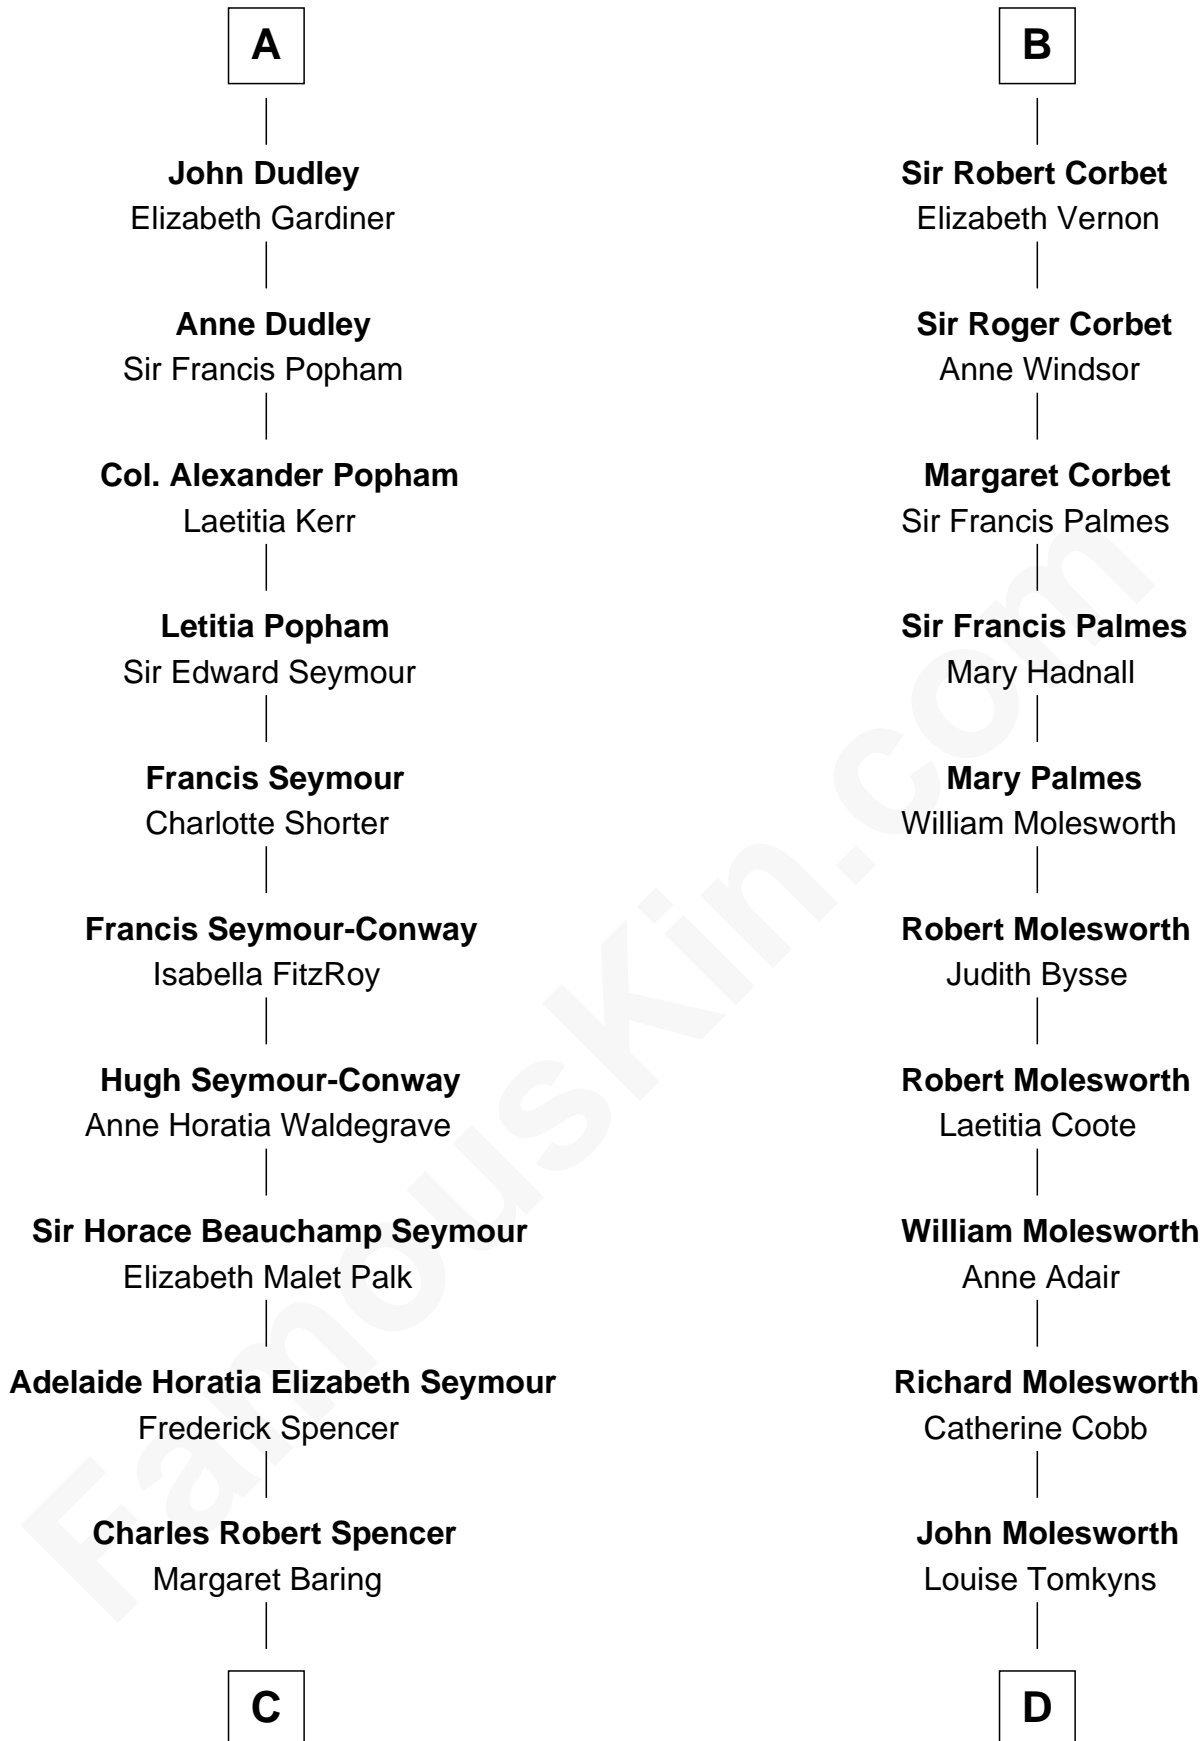 A
John Dudley
Elizabeth Gardiner
Anne Dudley
Sir Francis Popham
Col. Alexander Popham
Laetitia Kerr
Letitia Popham
Sir Edward Seymour
Francis Seymour
Charlotte Shorter
Francis Seymour-Conway
Isabella FitzRoy
Hugh Seymour-Conway
Anne Horatia Waldegrave
Sir Horace Beauchamp Seymour
Elizabeth Malet Palk
Adelaide Horatia Elizabeth Seymour
Frederick Spencer
Charles Robert Spencer
Margaret Baring
C
B
Sir Robert Corbet
Elizabeth Vernon
Sir Roger Corbet
Anne Windsor
Margaret Corbet
Sir Francis Palmes
Sir Francis Palmes
Mary Hadnall
Mary Palmes
William Molesworth
Robert Molesworth
Judith Bysse
Robert Molesworth
Laetitia Coote
William Molesworth
Anne Adair
Richard Molesworth
Catherine Cobb
John Molesworth
Louise Tomkyns
D
FamousKin.com